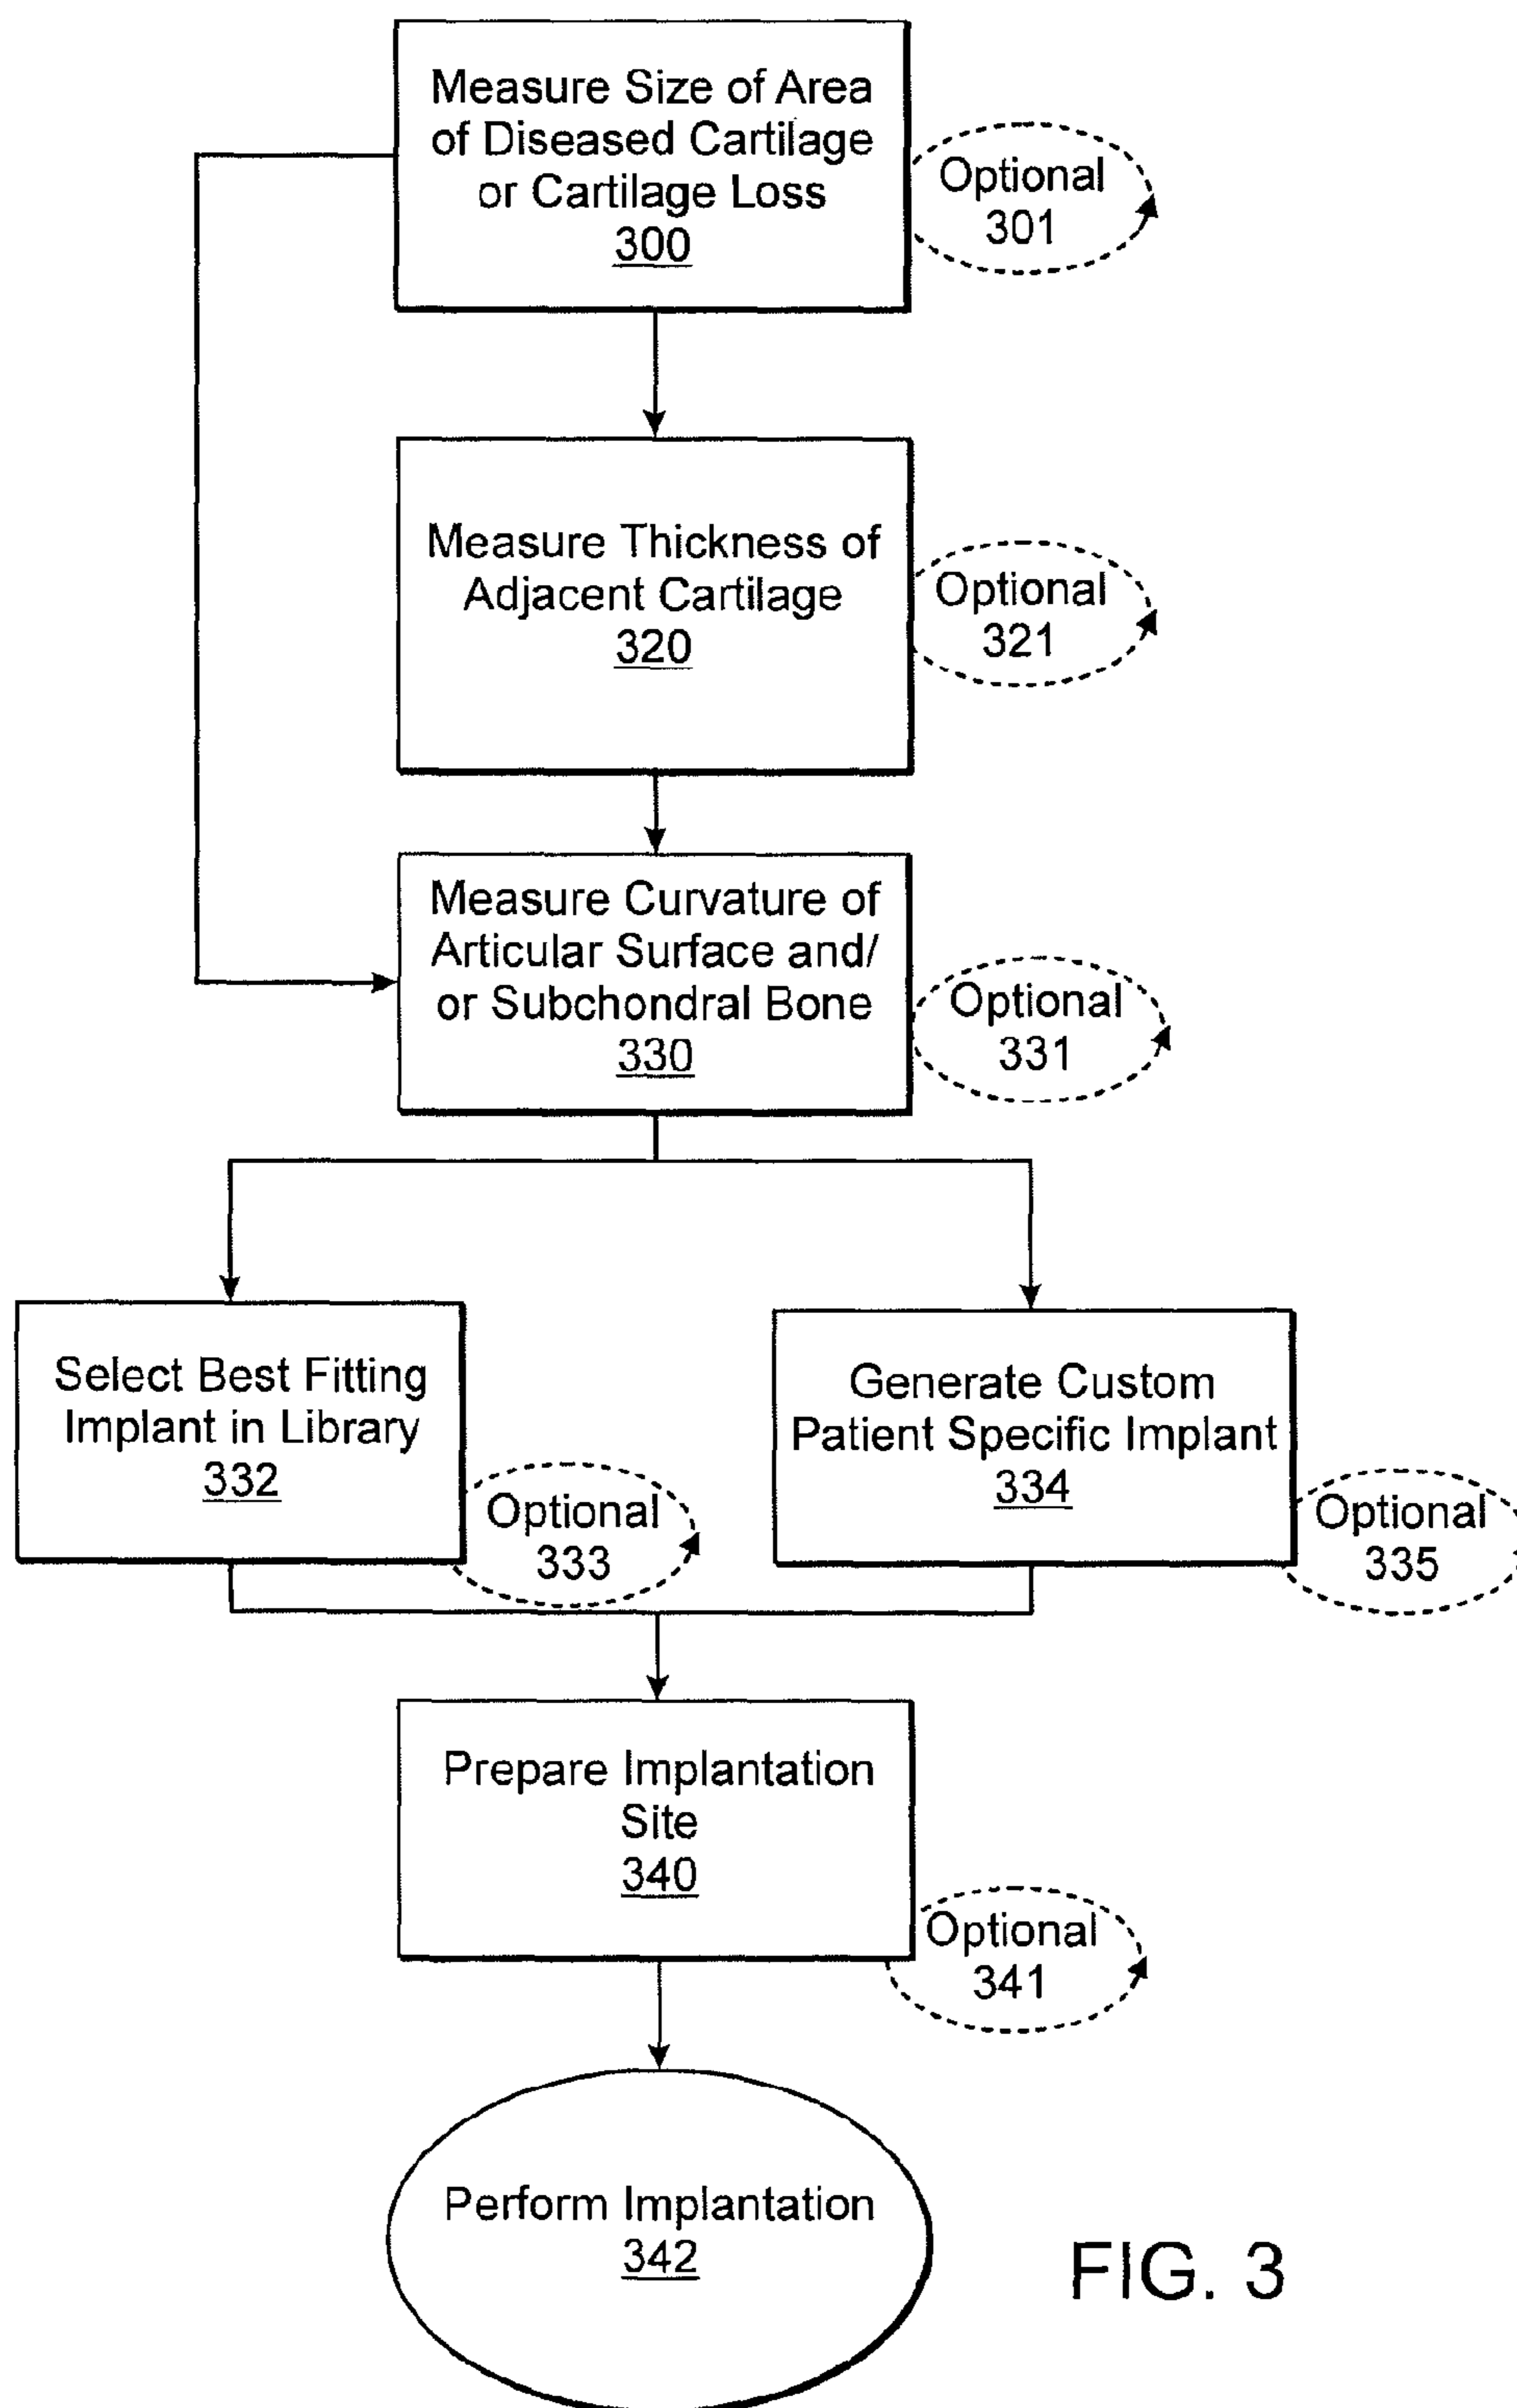 Measure Size of Area
of Diseased Cartilage
or Cartilage Loss
300
Optional
301
Measure Thickness of
Adjacent Cartilage
320
Optional
321
Measure Curvature of
Articular Surface and/
or Subchondral Bone
330
Optional
331
Select Best Fitting
Implant in Library
332
Optional
333
Generate Custom
Patient Specific Implant
334
Optional
335
Prepare Implantation
Site
340
Optional
341
Perform Implantation
342
FIG. 3